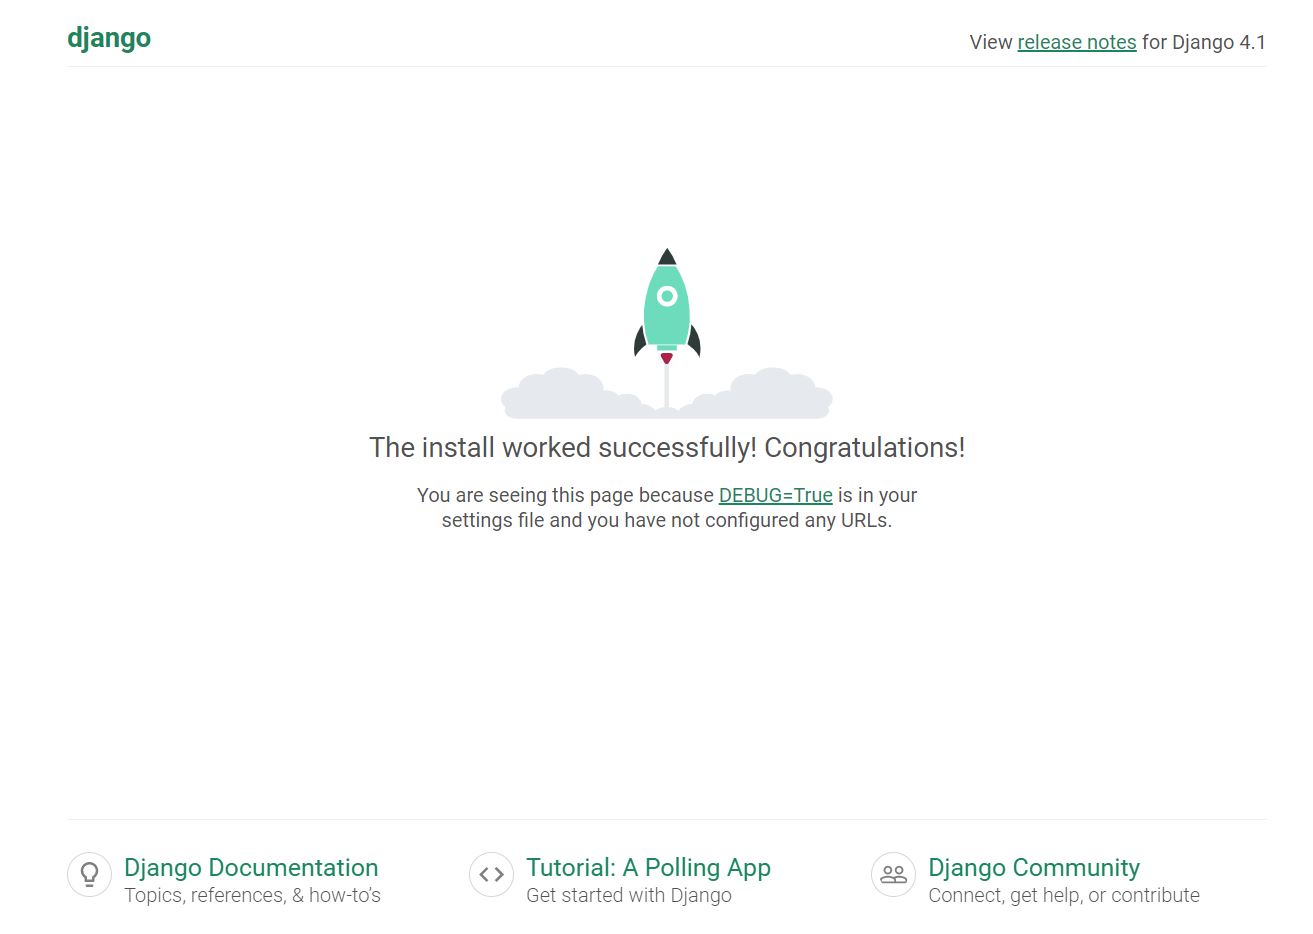 django
View release notes for Django 4.1
The install worked successfully! Congratulations!
You are seeing this page because DEBUG=True is in your
settings file and you have not configured any URLs.
Django Documentation
Topics, references, & how-to’s
Tutorial: A Polling App
Get started with Django
Django Community
Connect, get help, or contribute